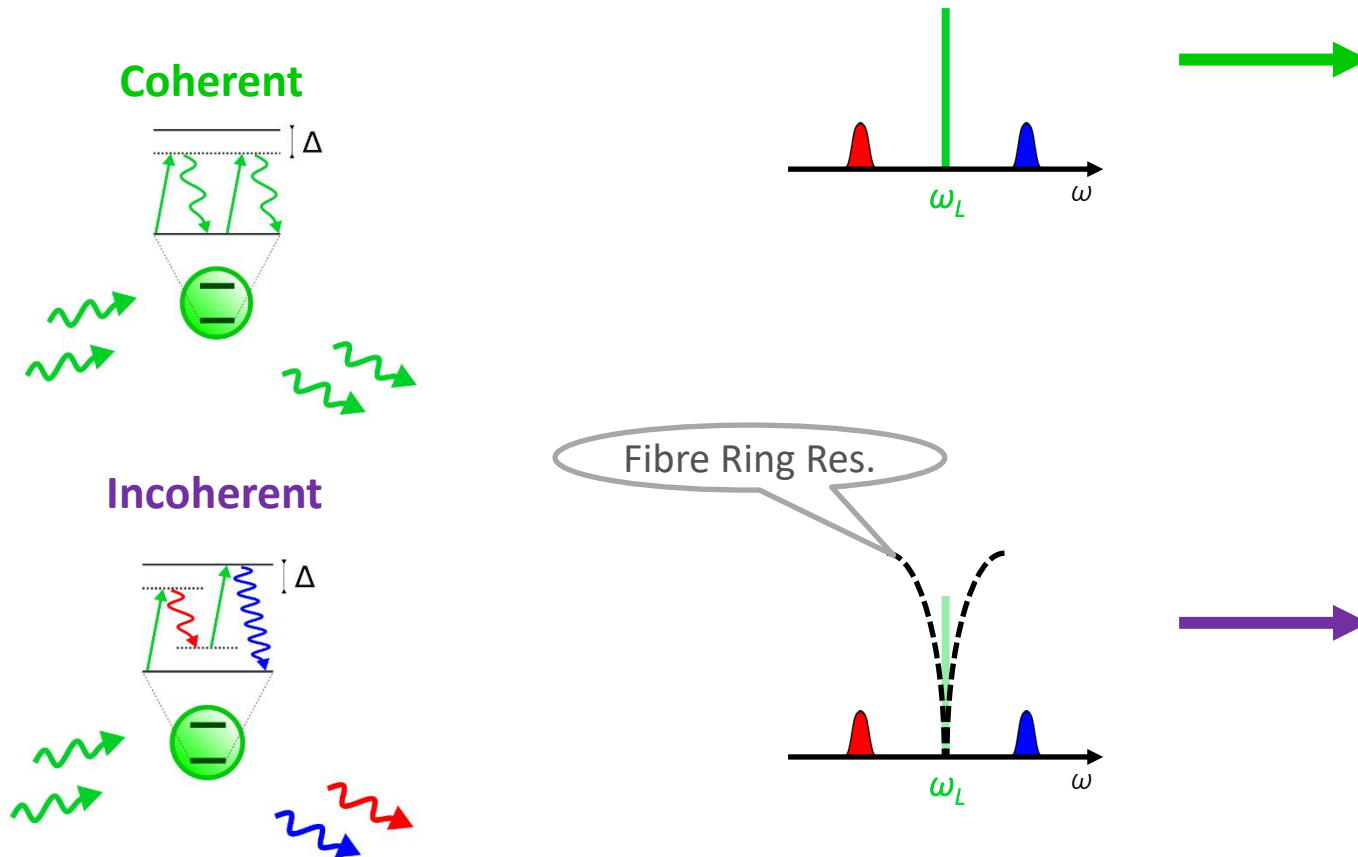 Coherent
Δ
ω_L
ω
Fibre Ring Res.
Incoherent
Δ
ω_L
ω